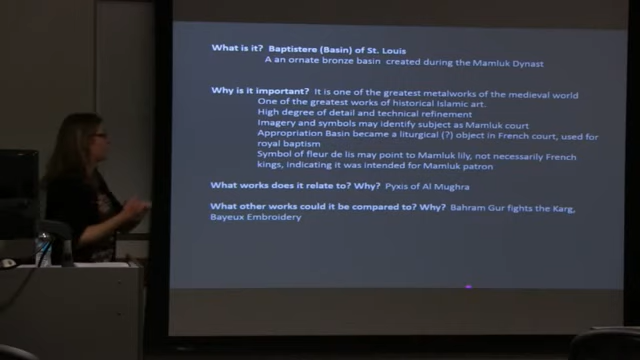 What is it? Baptistere (Basin) of St. Louis
A an ornate bronze basin created during the Mamluk Dynast
Why is it important? It is one of the greatest metalworks of the medieval world
One of the greatest works of historical Islamic art.
High degree of detail and technical refinement
Imagery and symbols may identify subject as Mamluk court
Appropriation Basin became a liturgical (?) object in French court, used for
royal baptism
Symbol of fleur de lis may point to Mamluk lily, not necessarily French
kings, indicating it was intended for Mamluk patron
What works does it relate to? Why? Pyxis of Al Mughra
What other works could it be compared to? Why? Bahram Gur fights the Karg,
Bayeux Embroidery